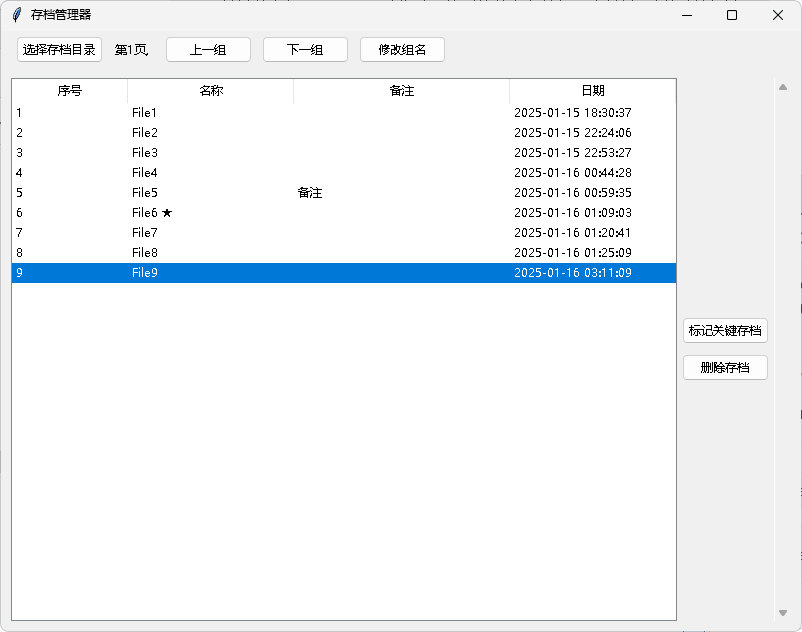 存档管理器
选择存档目录 第1页, 上一组 下一组 修改组名
序号 名称 备注 日期
1 File1 2025-01-15 18:30:37
2 File2 2025-01-15 22:24:06
3 File3 2025-01-15 22:53:27
4 File4 2025-01-16 00:44:28
5 File5 备注 2025-01-16 00:59:35
6 File6 ★ 2025-01-16 01:09:03
7 File7 2025-01-16 01:20:41
8 File8 2025-01-16 01:25:09
9 File9 2025-01-16 03:11:09
标记关键存档
删除存档